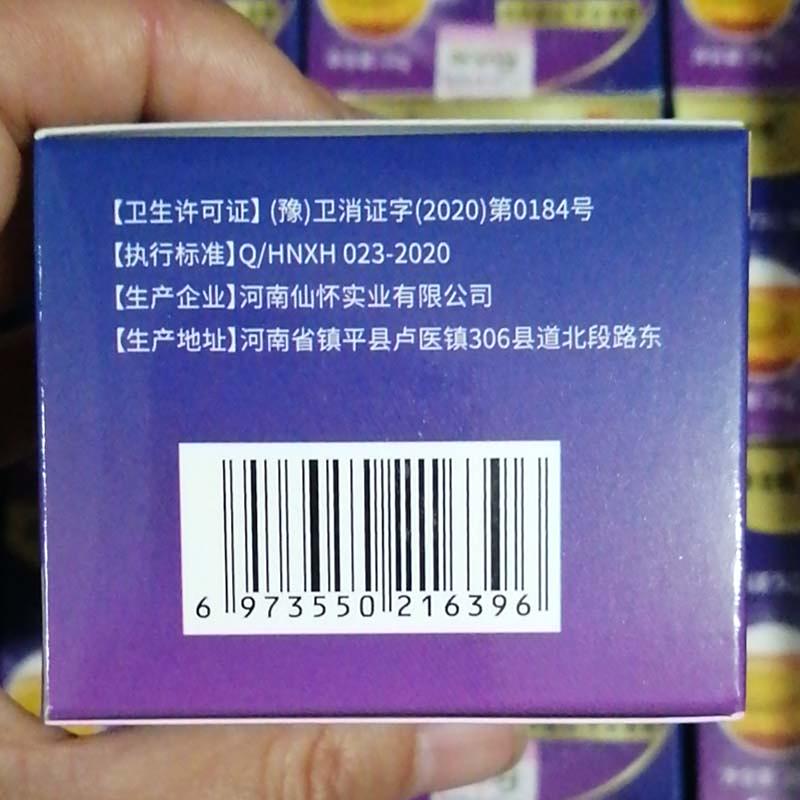 【卫生许可证】(豫)卫消证字(2020)第0184号
【执行标准】Q/HNXH 023-2020
【生产企业】河南仙怀实业有限公司
【生产地址】河南省镇平县卢医镇306县道北段路东
6 973550 216396